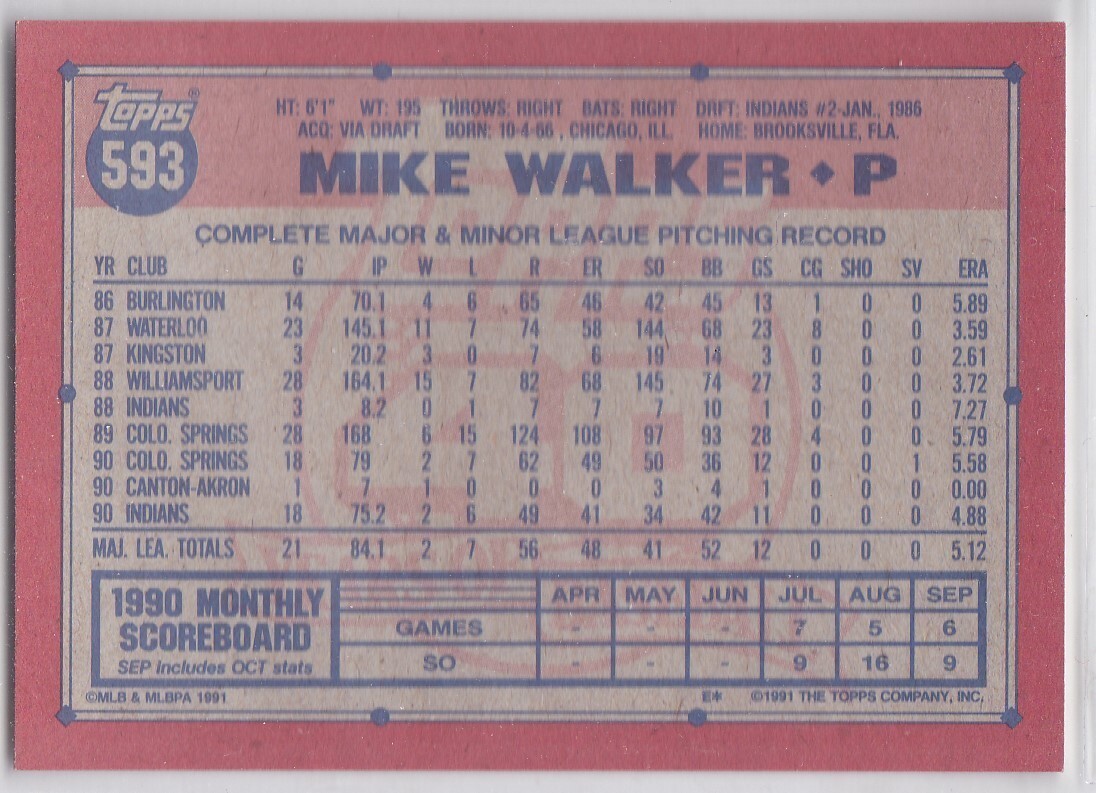 Topps®
593
HT: 6'1" WT: 195 THROWS: RIGHT BATS: RIGHT DRFT: INDIANS #2-JAN., 1986
ACQ: VIA DRAFT BORN: 10-4-66 , CHICAGO, ILL. HOME: BROOKSVILLE, FLA.
MIKE WALKER ♦ P
COMPLETE MAJOR & MINOR LEAGUE PITCHING RECORD
YR CLUB G IP W L R ER SO BB GS CG SHO SV ERA
86 BURLINGTON 14 70.1 4 6 65 46 42 45 13 1 0 0 5.89
87 WATERLOO 23 145.1 11 7 74 58 144 68 23 8 0 0 3.59
87 KINGSTON 3 20.2 3 0 7 6 19 14 3 0 0 0 2.61
88 WILLIAMSPORT 28 164.1 15 7 82 68 145 74 27 3 0 0 3.72
88 INDIANS 3 8.2 0 1 7 7 7 10 1 0 0 0 7.27
89 COLO. SPRINGS 28 168 6 15 124 108 97 93 28 4 0 0 5.79
90 COLO. SPRINGS 18 79 2 7 62 49 50 36 12 0 0 1 5.58
90 CANTON-AKRON 1 7 1 0 0 0 3 4 1 0 0 0 0.00
90 INDIANS 18 75.2 2 6 49 41 34 42 11 0 0 0 4.88
MAJ. LEA. TOTALS 21 84.1 2 7 56 48 41 52 12 0 0 0 5.12
1990 MONTHLY SCOREBOARD
SEP includes OCT stats
APR MAY JUN JUL AUG SEP
GAMES - - - 7 5 6
SO - - - 9 16 9
©MLB & MLBPA 1991 E* ©1991 THE TOPPS COMPANY, INC.